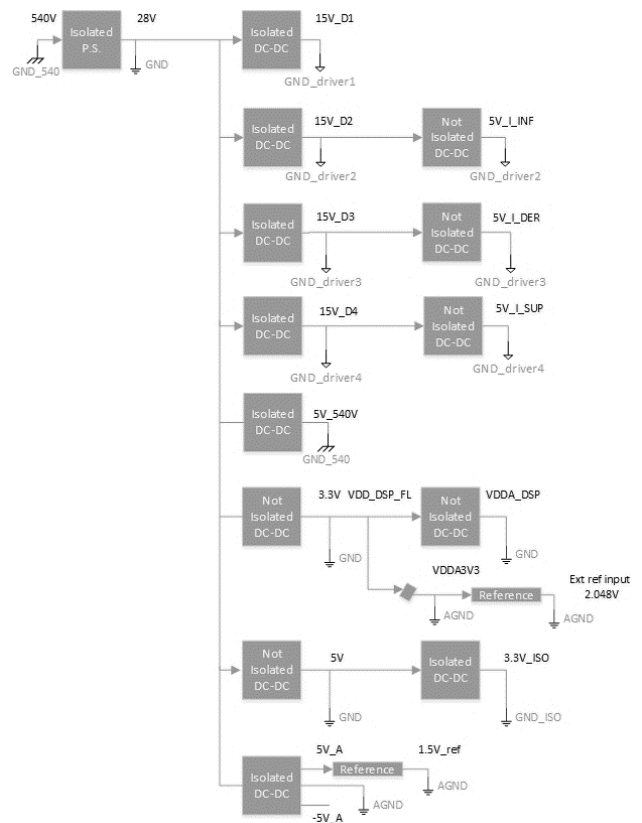 540V
Isolated
P.S.
28V
GND_540
GND
Isolated
DC-DC
15V_D1
GND_driver1
Isolated
DC-DC
15V_D2
GND_driver2
Not
Isolated
DC-DC
5V_I_INF
GND_driver2
Isolated
DC-DC
15V_D3
GND_driver3
Not
Isolated
DC-DC
5V_I_DER
GND_driver3
Isolated
DC-DC
15V_D4
GND_driver4
Not
Isolated
DC-DC
5V_I_SUP
GND_driver4
Isolated
DC-DC
5V_540V
GND_540
Not
Isolated
DC-DC
3.3V
VDD_DSP_FL
GND
Not
Isolated
DC-DC
VDDA_DSP
GND
VDDA3V3
AGND
Reference
Ext ref input
2.048V
AGND
Not
Isolated
DC-DC
5V
GND
Isolated
DC-DC
3.3V_ISO
GND_ISO
Isolated
DC-DC
5V_A
Reference
1.5V_ref
AGND
AGND
-5V_A